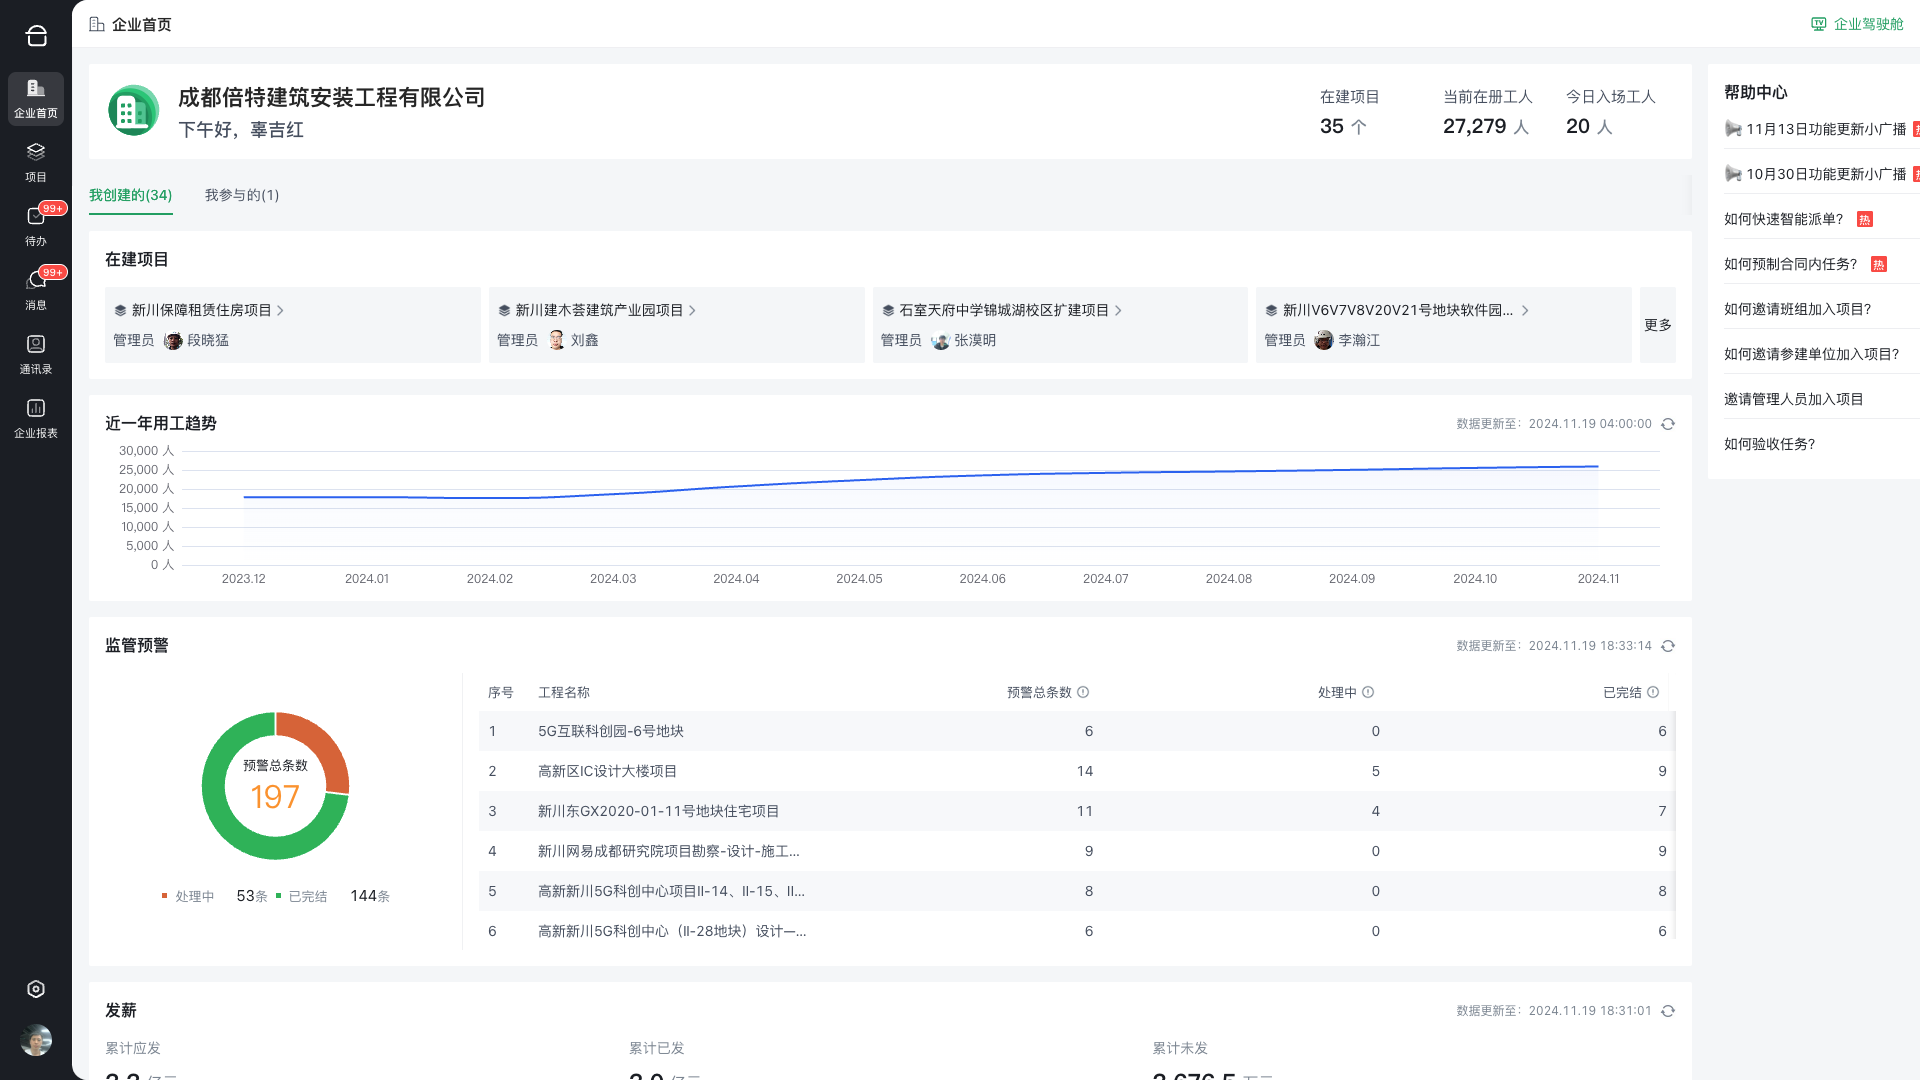 企业首页
企业驾驶舱
企业首页
项目
99+
待办
99+
消息
通讯录
企业报表
成都倍特建筑安装工程有限公司
下午好，辜吉红
在建项目
35 个
当前在册工人
27,279 人
今日入场工人
20 人
我创建的(34)
我参与的(1)
在建项目
新川保障租赁住房项目
管理员 段晓猛
新川建木荟建筑产业园项目
管理员 刘鑫
石室天府中学锦城湖校区扩建项目
管理员 张漠明
新川V6V7V8V20V21号地块软件园...
管理员 李瀚江
更多
近一年用工趋势
数据更新至：2024.11.19 04:00:00
30,000 人
25,000 人
20,000 人
15,000 人
10,000 人
5,000 人
0 人
2023.12 2024.01 2024.02 2024.03 2024.04 2024.05 2024.06 2024.07 2024.08 2024.09 2024.10 2024.11
监管预警
数据更新至：2024.11.19 18:33:14
预警总条数
197
处理中 53条 已完结 144条
序号 工程名称 预警总条数 处理中 已完结
1 5G互联科创园-6号地块 6 0 6
2 高新区IC设计大楼项目 14 5 9
3 新川东GX2020-01-11号地块住宅项目 11 4 7
4 新川网易成都研究院项目勘察-设计-施工... 9 0 9
5 高新新川5G科创中心项目II-14、II-15、II... 8 0 8
6 高新新川5G科创中心（II-28地块）设计—... 6 0 6
发薪
数据更新至：2024.11.19 18:31:01
累计应发
累计已发
累计未发
帮助中心
11月13日功能更新小广播
10月30日功能更新小广播
如何快速智能派单? 热
如何预制合同内任务? 热
如何邀请班组加入项目?
如何邀请参建单位加入项目?
邀请管理人员加入项目
如何验收任务?